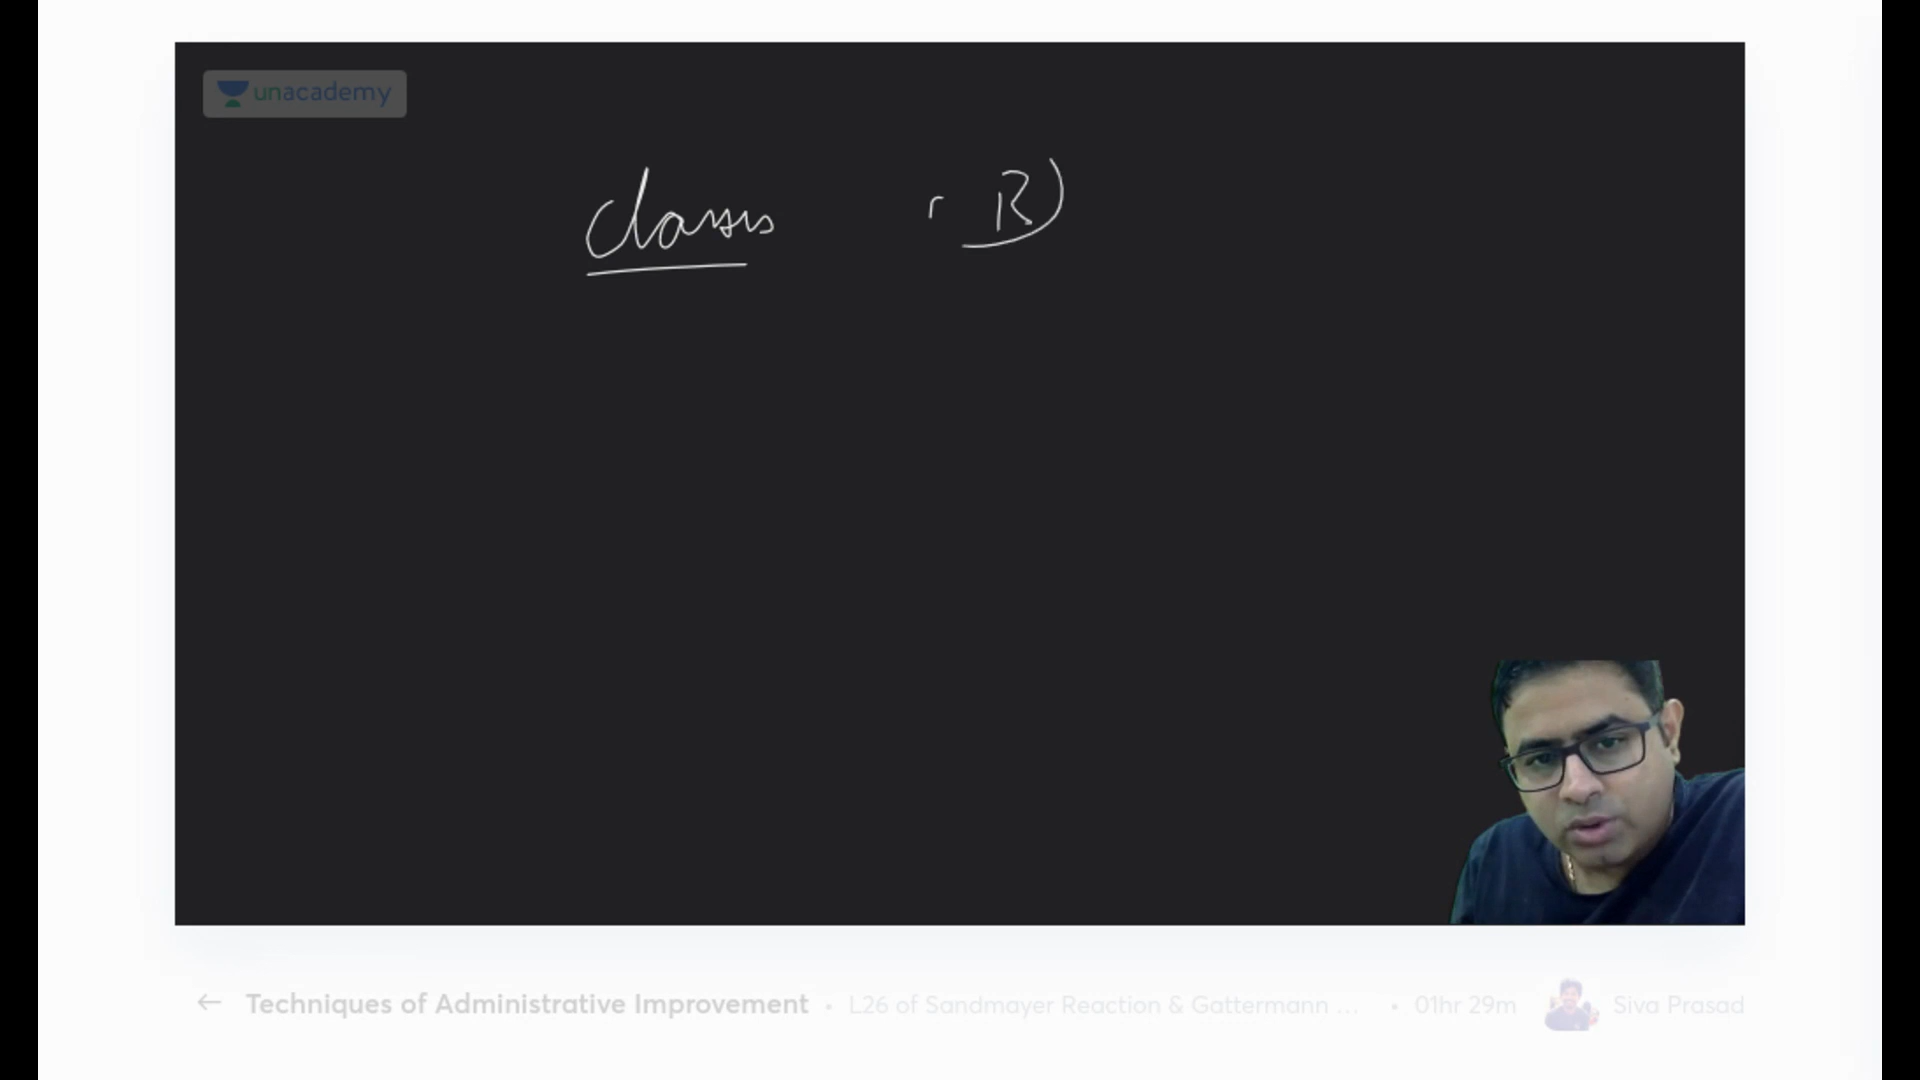 unacademy
classes r B)
← Techniques of Administrative Improvement • L26 of Sandmayer Reaction & Gattermann ... • 01hr 29m Siva Prasad